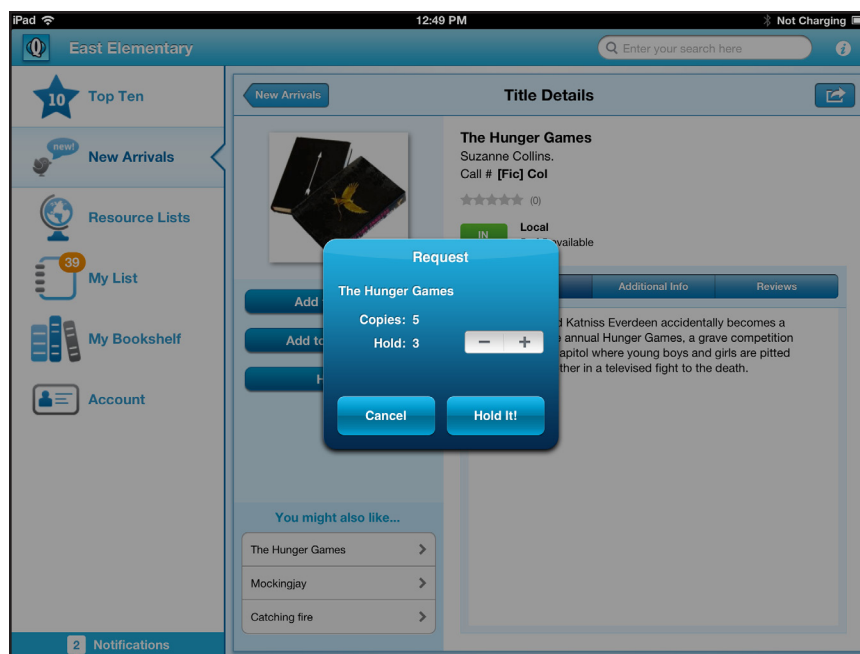 iPad 12:49 PM Not Charging
East Elementary
Enter your search here
10 Top Ten
new! New Arrivals
Resource Lists
39 My List
My Bookshelf
Account
2 Notifications
New Arrivals
Title Details
The Hunger Games
Suzanne Collins.
Call # [Fic] Col
(0)
IN
Local
vailable
Add
Add to
H
Additional Info
Reviews
d Katniss Everdeen accidentally becomes a
annual Hunger Games, a grave competition
apitol where young boys and girls are pitted
ther in a televised fight to the death.
Request
The Hunger Games
Copies: 5
Hold: 3
− +
Cancel
Hold It!
You might also like...
The Hunger Games
Mockingjay
Catching fire